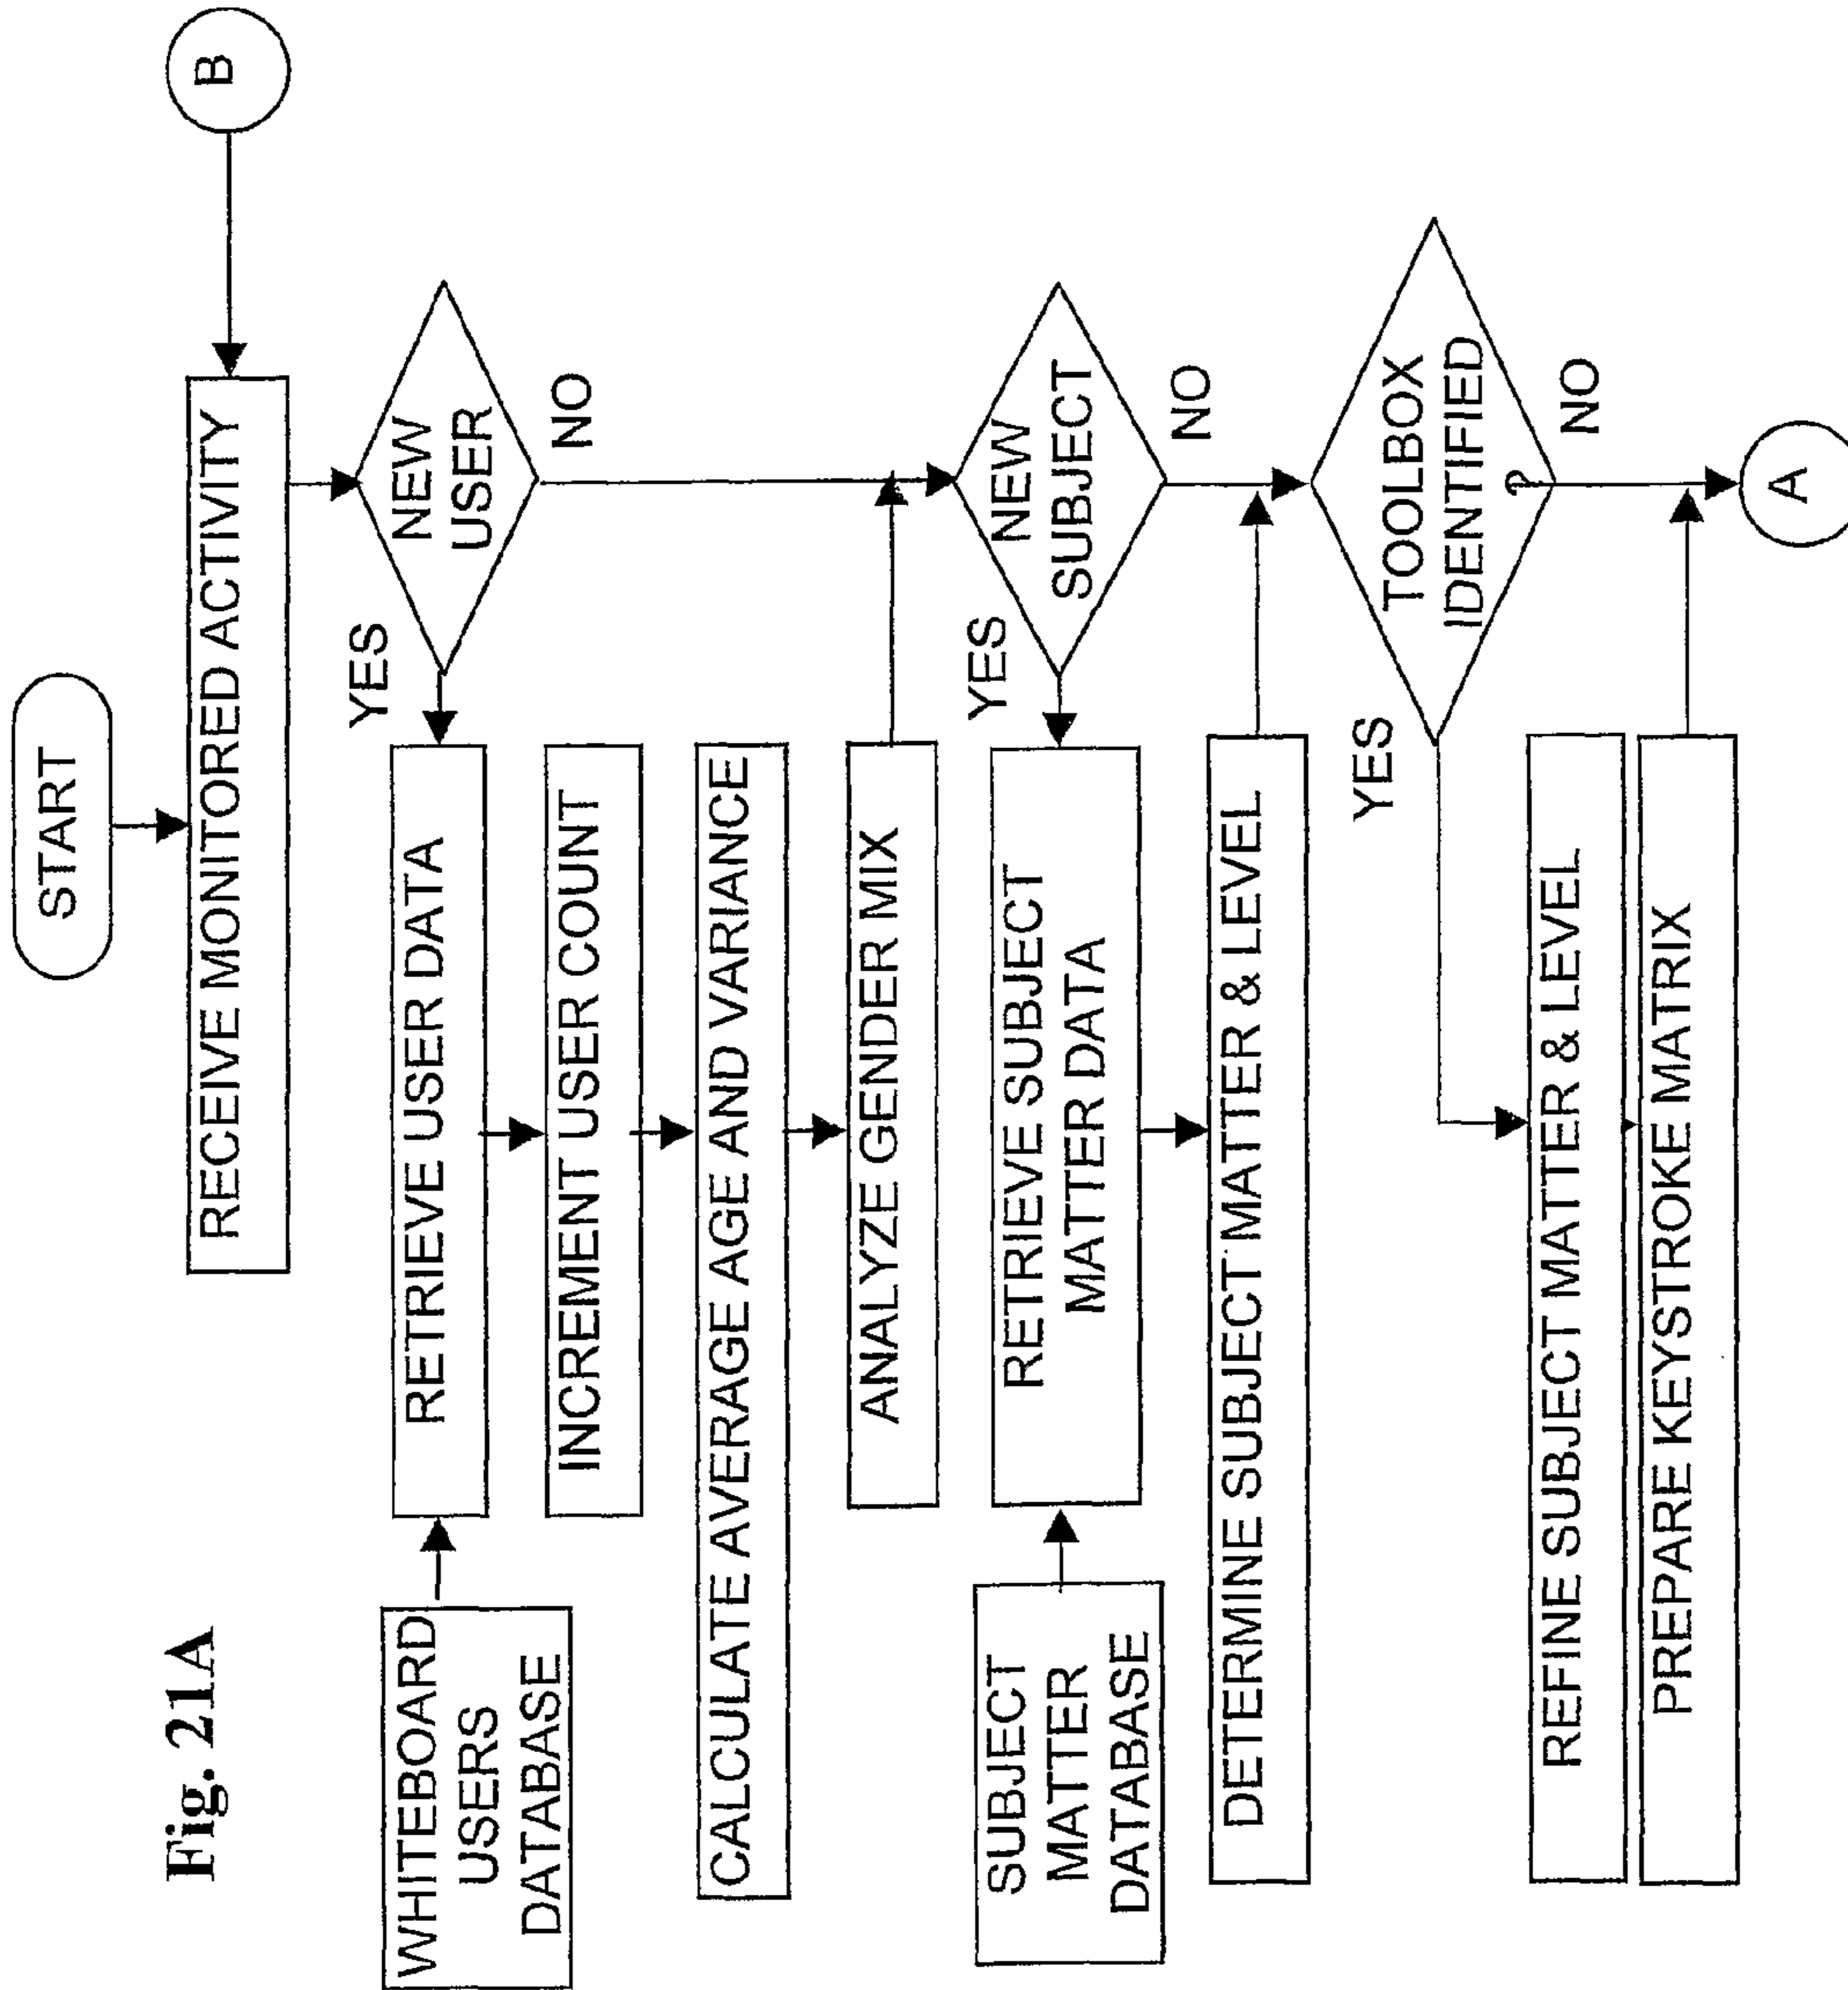 Fig. 21A
START
B
RECEIVE MONITORED ACTIVITY
NEW
USER
YES
NO
WHITEBOARD
USERS
DATABASE
RETRIEVE USER DATA
INCREMENT USER COUNT
CALCULATE AVERAGE AGE AND VARIANCE
ANALYZE GENDER MIX
NEW
SUBJECT
YES
NO
SUBJECT
MATTER
DATABASE
RETRIEVE SUBJECT
MATTER DATA
DETERMINE SUBJECT MATTER & LEVEL
TOOLBOX
IDENTIFIED
?
YES
NO
REFINE SUBJECT MATTER & LEVEL
PREPARE KEYSTROKE MATRIX
A